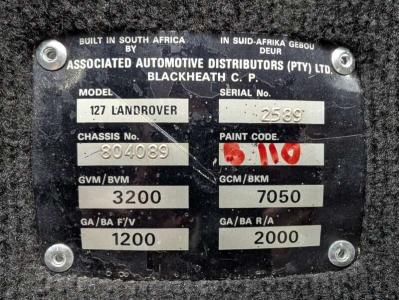 BUILT IN SOUTH AFRICA BY
IN SUID-AFRIKA GEBOU DEUR
ASSOCIATED AUTOMOTIVE DISTRIBUTORS (PTY) LTD.
BLACKHEATH C. P.
MODEL
SERIAL No.
127 LANDROVER
2589
CHASSIS No.
PAINT CODE.
804089
B 110
GVM/BVM
GCM/BKM
3200
7050
GA/BA F/V
GA/BA R/A
1200
2000